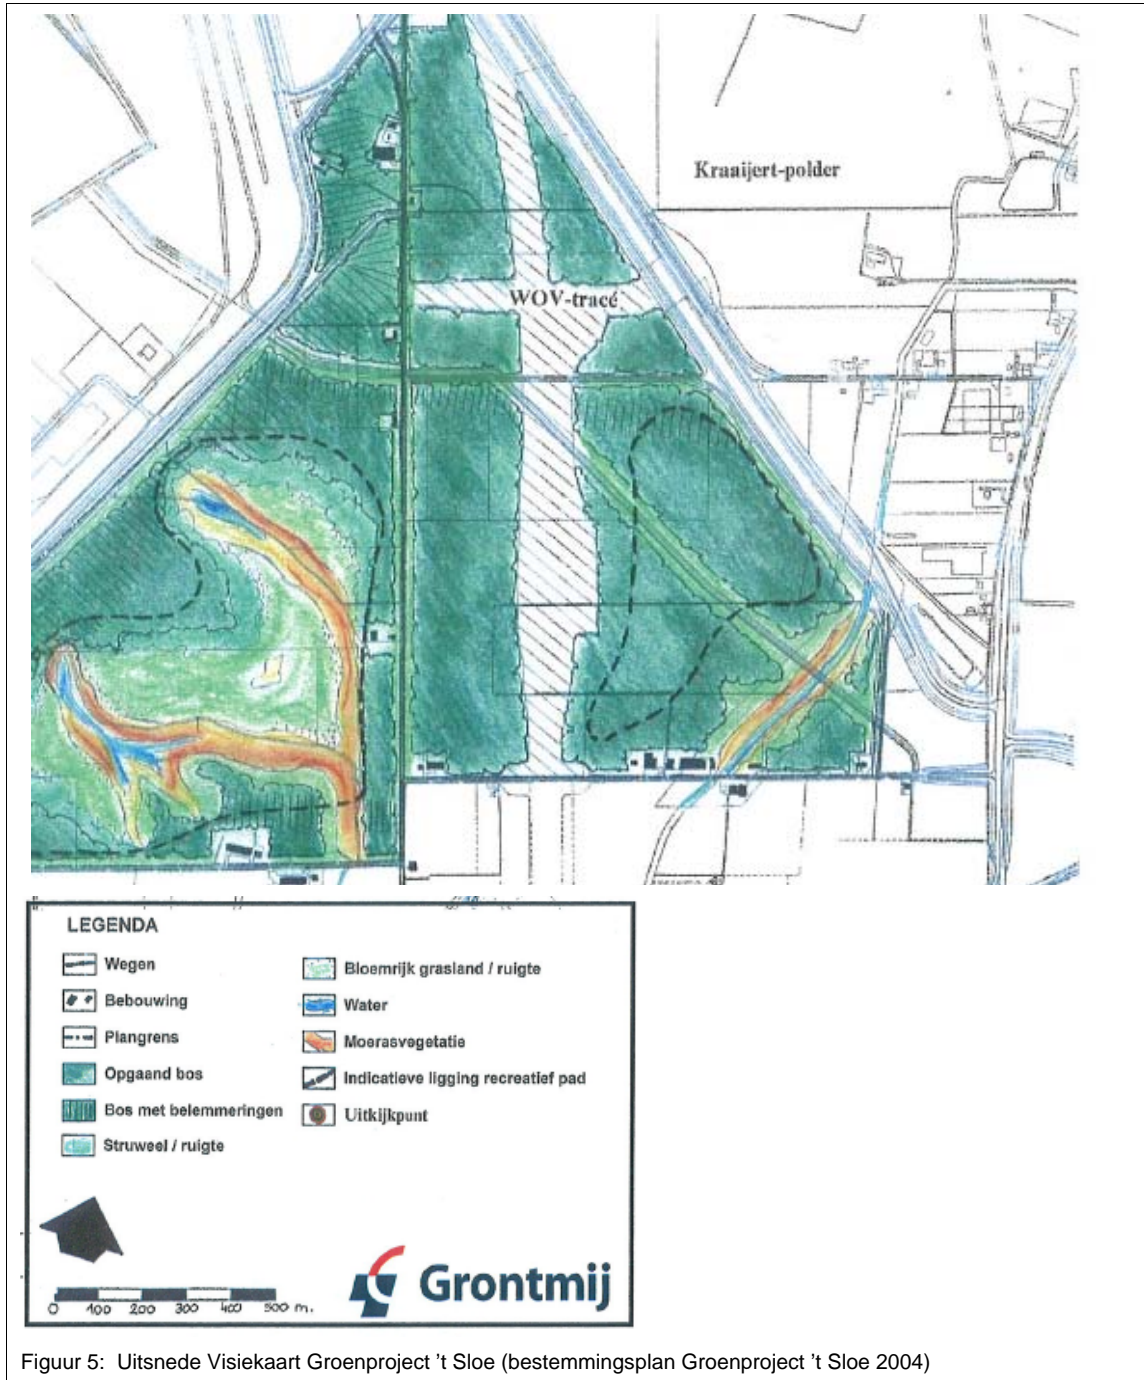 Kraaijert-polder
WOV-tracé
LEGENDA
Wegen
Bebouwing
Plangrens
Opgaand bos
Bos met belemmeringen
Struweel / ruigte
Bloemrijk grasland / ruigte
Water
Moerasvegetatie
Indicatieve ligging recreatief pad
Uitkijkpunt
0 100 200 300 400 500 m.
Grontmij
Figuur 5: Uitsnede Visiekaart Groenproject ’t Sloe (bestemmingsplan Groenproject ’t Sloe 2004)